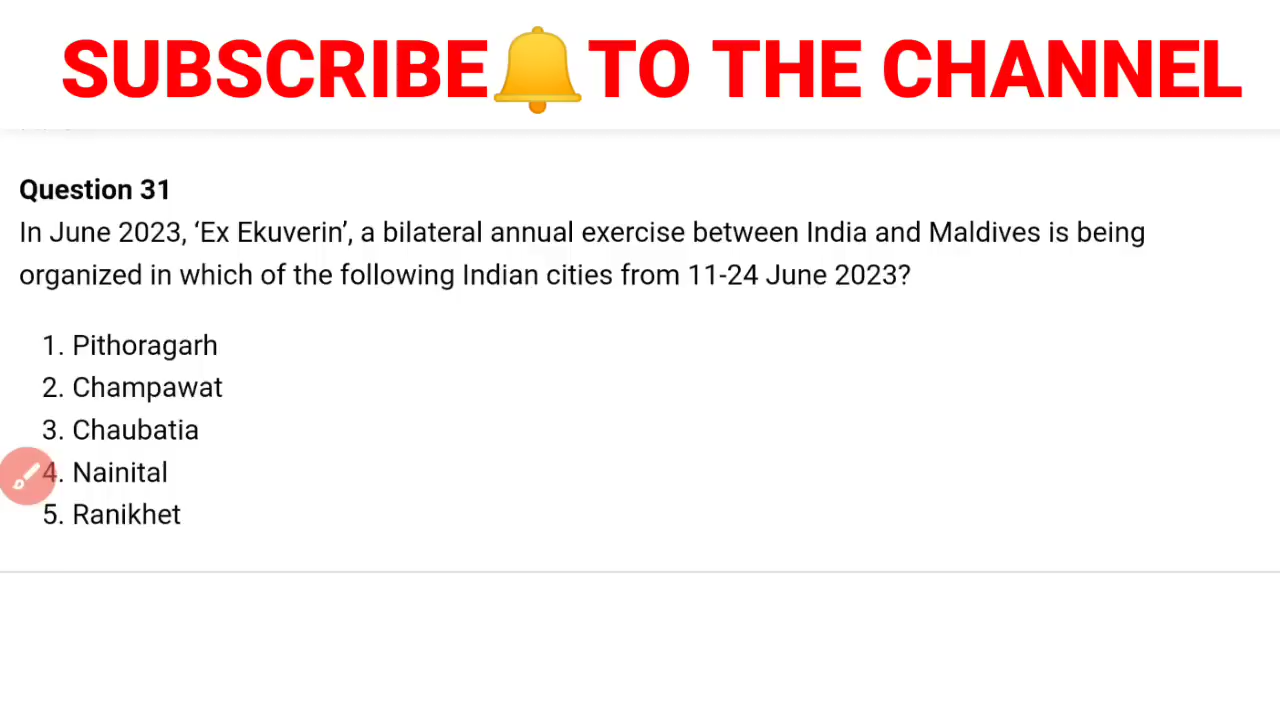 SUBSCRIBE🔔TO THE CHANNEL
Question 31
In June 2023, ‘Ex Ekuverin’, a bilateral annual exercise between India and Maldives is being
organized in which of the following Indian cities from 11-24 June 2023?
1. Pithoragarh
2. Champawat
3. Chaubatia
4. Nainital
5. Ranikhet